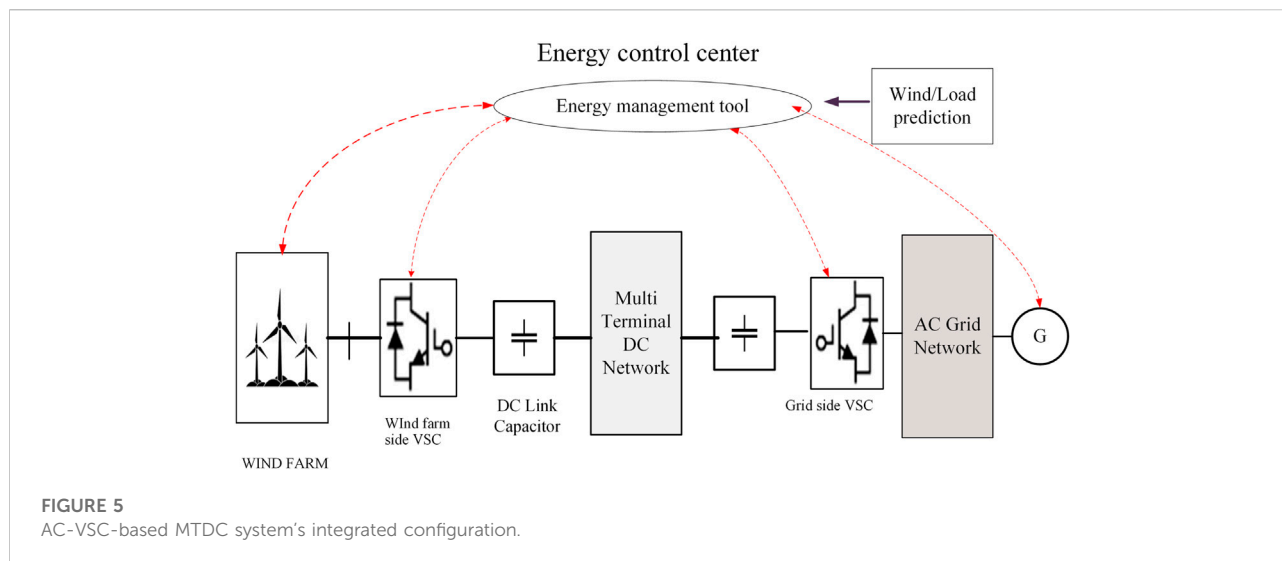 Energy control center
Energy management tool
Wind/Load
prediction
Multi
Terminal
DC
Network
AC Grid
Network
G
DC Link
Capacitor
Grid side VSC
WInd farm
side VSC
WIND FARM
FIGURE 5
AC-VSC-based MTDC system's integrated configuration.